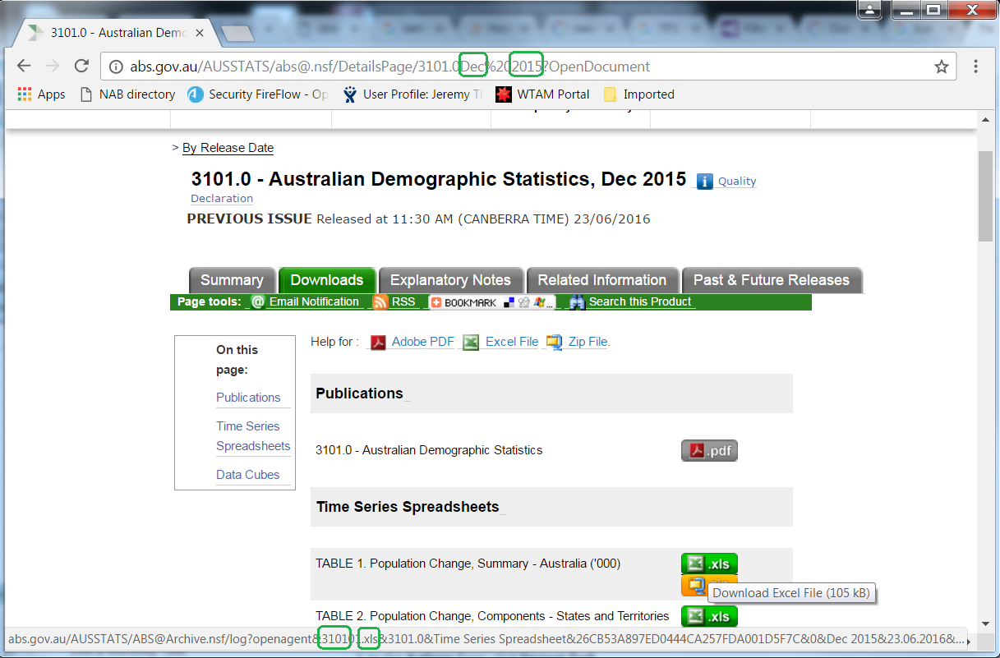 3101.0 - Australian Demo
abs.gov.au/AUSSTATS/abs@.nsf/DetailsPage/3101.0Dec%202015?OpenDocument
Apps NAB directory Security FireFlow - Op User Profile: Jeremy WTAM Portal Imported
> By Release Date
3101.0 - Australian Demographic Statistics, Dec 2015 Quality
Declaration
PREVIOUS ISSUE Released at 11:30 AM (CANBERRA TIME) 23/06/2016
Summary Downloads Explanatory Notes Related Information Past & Future Releases
Page tools: Email Notification RSS BOOKMARK ... Search this Product
On this
page:
Publications
Time Series
Spreadsheets
Data Cubes
Help for : Adobe PDF Excel File Zip File.
Publications
3101.0 - Australian Demographic Statistics .pdf
Time Series Spreadsheets
TABLE 1. Population Change, Summary - Australia ('000) .xls
Download Excel File (105 kB)
TABLE 2. Population Change, Components - States and Territories .xls
abs.gov.au/AUSSTATS/ABS@Archive.nsf/log?openagent&310101.xls&3101.0&Time Series Spreadsheet&26CB53A897ED0444CA257FDA001D5F7C&0&Dec 2015&23.06.2016&...